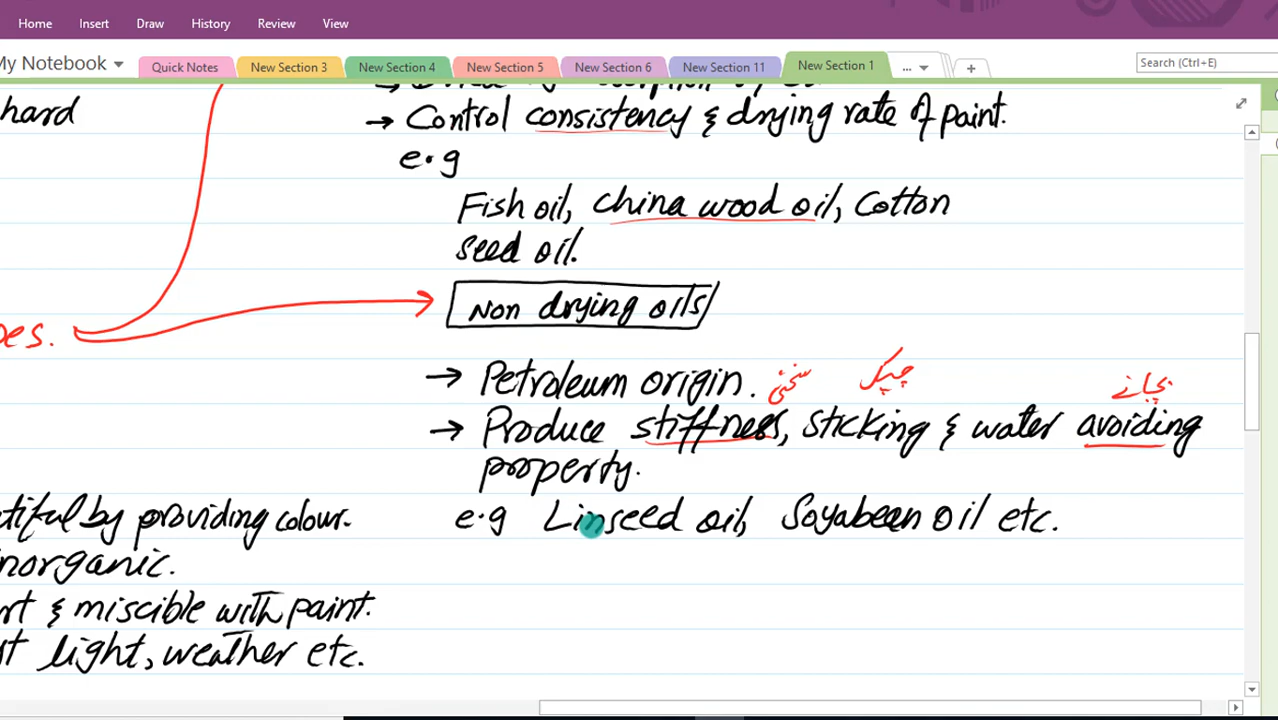 Home Insert Draw History Review View
My Notebook Quick Notes New Section 3 New Section 4 New Section 5 New Section 6 New Section 11 New Section 1 ... + Search (Ctrl+E)
hard
→ Control consistency & drying rate of paint.
e.g
Fish oil, china wood oil, Cotton
seed oil.
Non drying oils
pes.
→ Petroleum origin.
سختی چپک بچانے
→ Produce stiffness, sticking & water avoiding
property.
e.g Linseed oil, Soyabean oil etc.
tiful by providing colour.
inorganic.
rt & miscible with paint.
st light, weather etc.